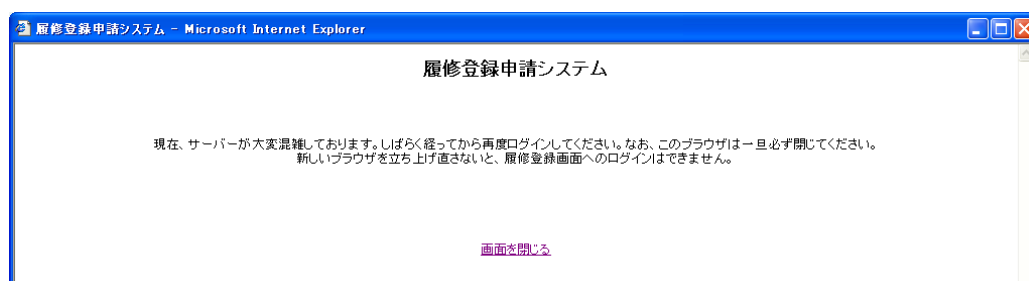 履修登録申請システム - Microsoft Internet Explorer
履修登録申請システム
現在、サーバーが大変混雑しております。しばらく経ってから再度ログインしてください。なお、このブラウザは一旦必ず閉じてください。
新しいブラウザを立ち上げ直さないと、履修登録画面へのログインはできません。
画面を閉じる